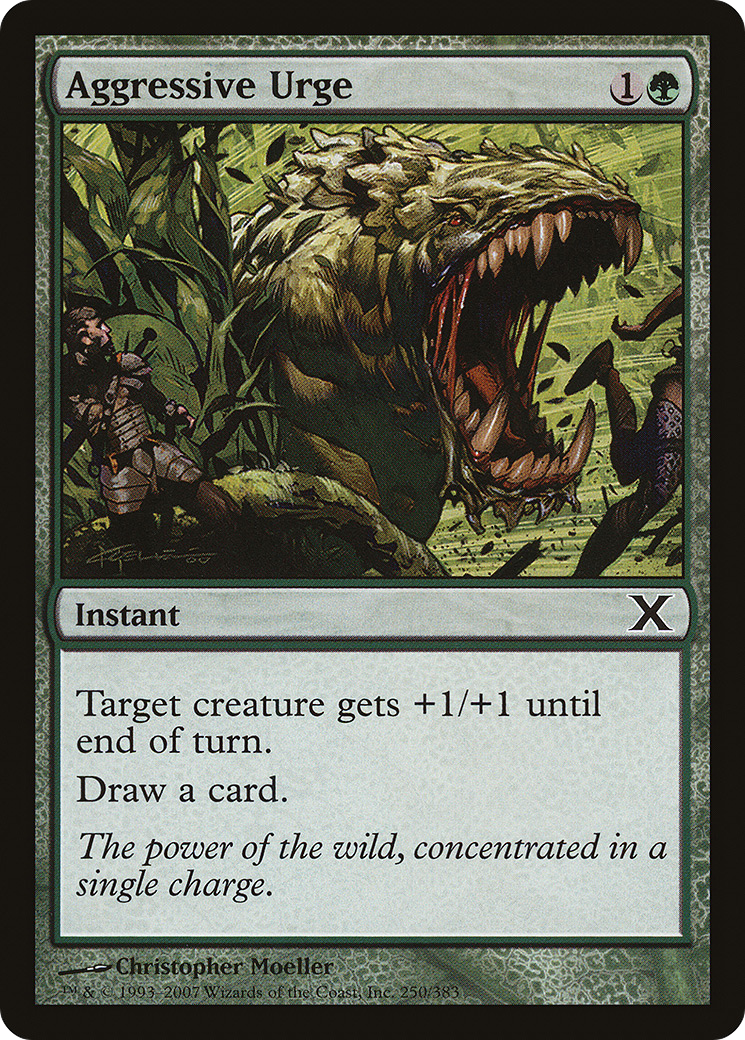 Aggressive Urge 1
Instant X
Target creature gets +1/+1 until
end of turn.
Draw a card.
The power of the wild, concentrated in a
single charge.
Christopher Moeller
™ & © 1993–2007 Wizards of the Coast, Inc. 250/383